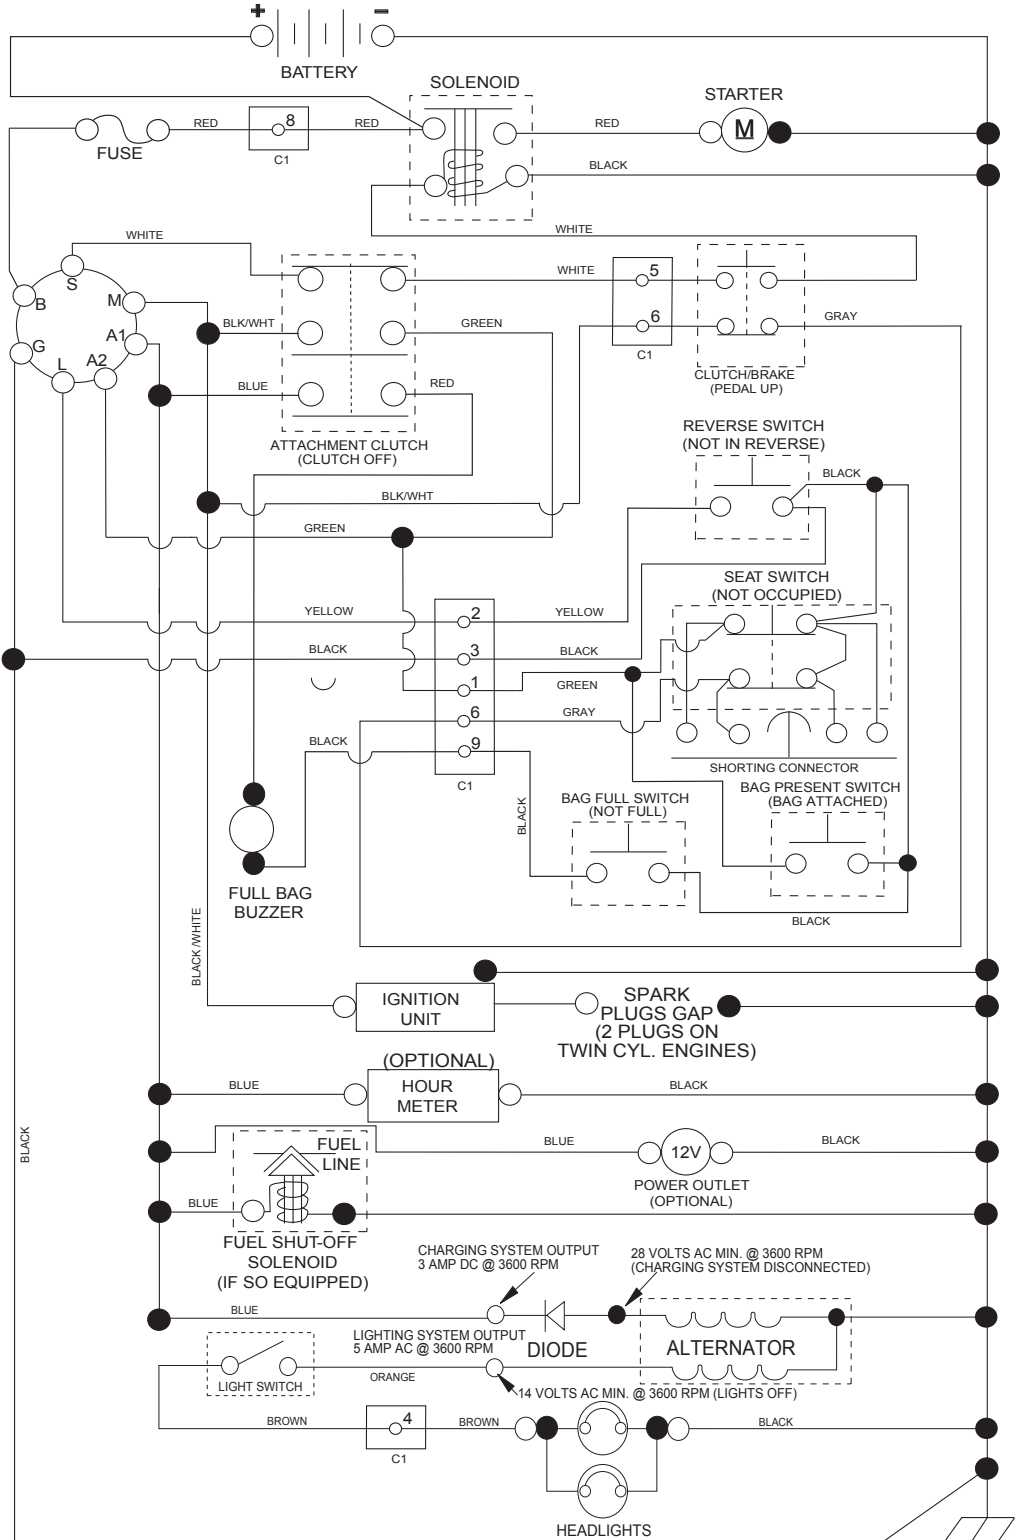 + -
BATTERY
SOLENOID
STARTER
RED
8
RED
RED
M
FUSE
C1
BLACK
WHITE
WHITE
S
B
M
A1
G
L
A2
WHITE
5
BLK/WHT
GREEN
6
GRAY
C1
BLUE
RED
CLUTCH/BRAKE
(PEDAL UP)
ATTACHMENT CLUTCH
(CLUTCH OFF)
REVERSE SWITCH
(NOT IN REVERSE)
BLACK
BLK/WHT
GREEN
SEAT SWITCH
(NOT OCCUPIED)
YELLOW
2
YELLOW
BLACK
3
BLACK
1
GREEN
6
GRAY
BLACK
9
C1
SHORTING CONNECTOR
BAG PRESENT SWITCH
(BAG ATTACHED)
BAG FULL SWITCH
(NOT FULL)
BLACK
FULL BAG
BUZZER
BLACK
BLACK /WHITE
IGNITION
UNIT
SPARK
PLUGS GAP
(2 PLUGS ON
TWIN CYL. ENGINES)
(OPTIONAL)
HOUR
METER
BLUE
BLACK
BLACK
FUEL
LINE
BLUE
12V
BLACK
POWER OUTLET
(OPTIONAL)
BLUE
FUEL SHUT-OFF
SOLENOID
(IF SO EQUIPPED)
CHARGING SYSTEM OUTPUT
3 AMP DC @ 3600 RPM
28 VOLTS AC MIN. @ 3600 RPM
(CHARGING SYSTEM DISCONNECTED)
BLUE
DIODE
ALTERNATOR
LIGHTING SYSTEM OUTPUT
5 AMP AC @ 3600 RPM
LIGHT SWITCH
ORANGE
14 VOLTS AC MIN. @ 3600 RPM (LIGHTS OFF)
BROWN
4
BROWN
BLACK
C1
HEADLIGHTS